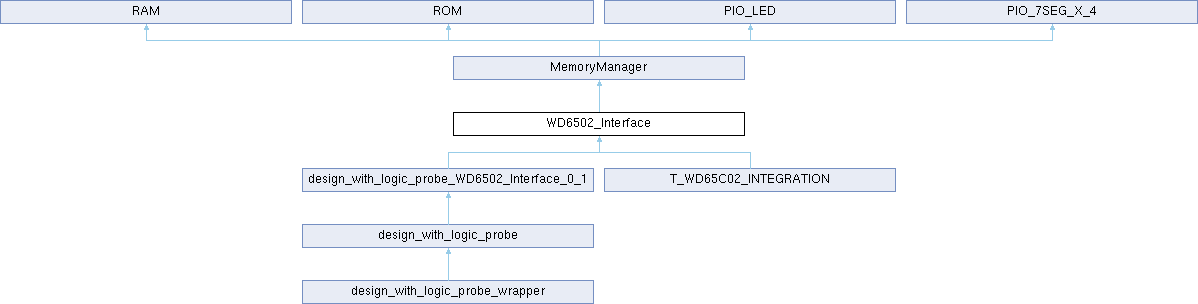 RAM
ROM
PIO_LED
PIO_7SEG_X_4
MemoryManager
WD6502_Interface
design_with_logic_probe_WD6502_Interface_0_1
T_WD65C02_INTEGRATION
design_with_logic_probe
design_with_logic_probe_wrapper